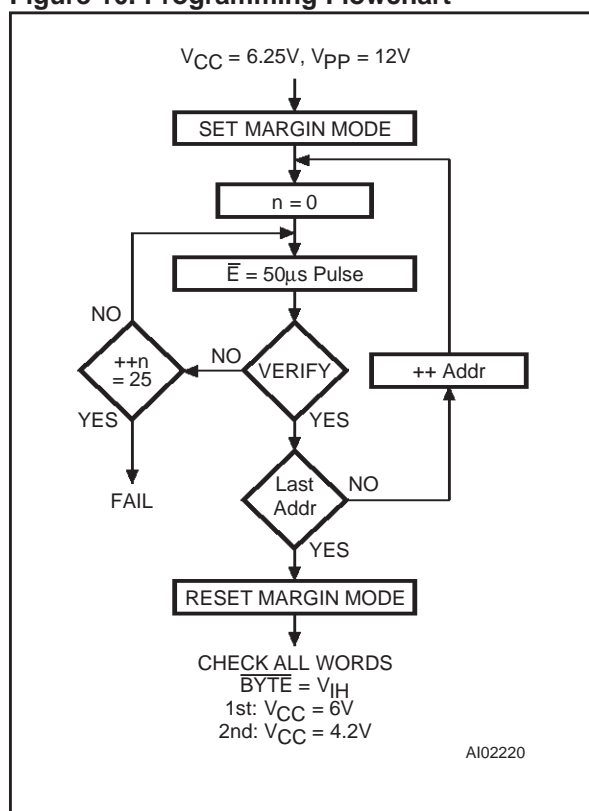 Figure Programming Flowchart
VCC = 6.25V, VPP = 12V
SET MARGIN MODE
n = 0
E̅ = 50µs Pulse
NO
++n
= 25
NO
VERIFY
++ Addr
YES
YES
FAIL
Last
Addr
NO
YES
RESET MARGIN MODE
CHECK ALL WORDS
B̅Y̅T̅E̅ = VIH
1st: VCC = 6V
2nd: VCC = 4.2V
AI02220